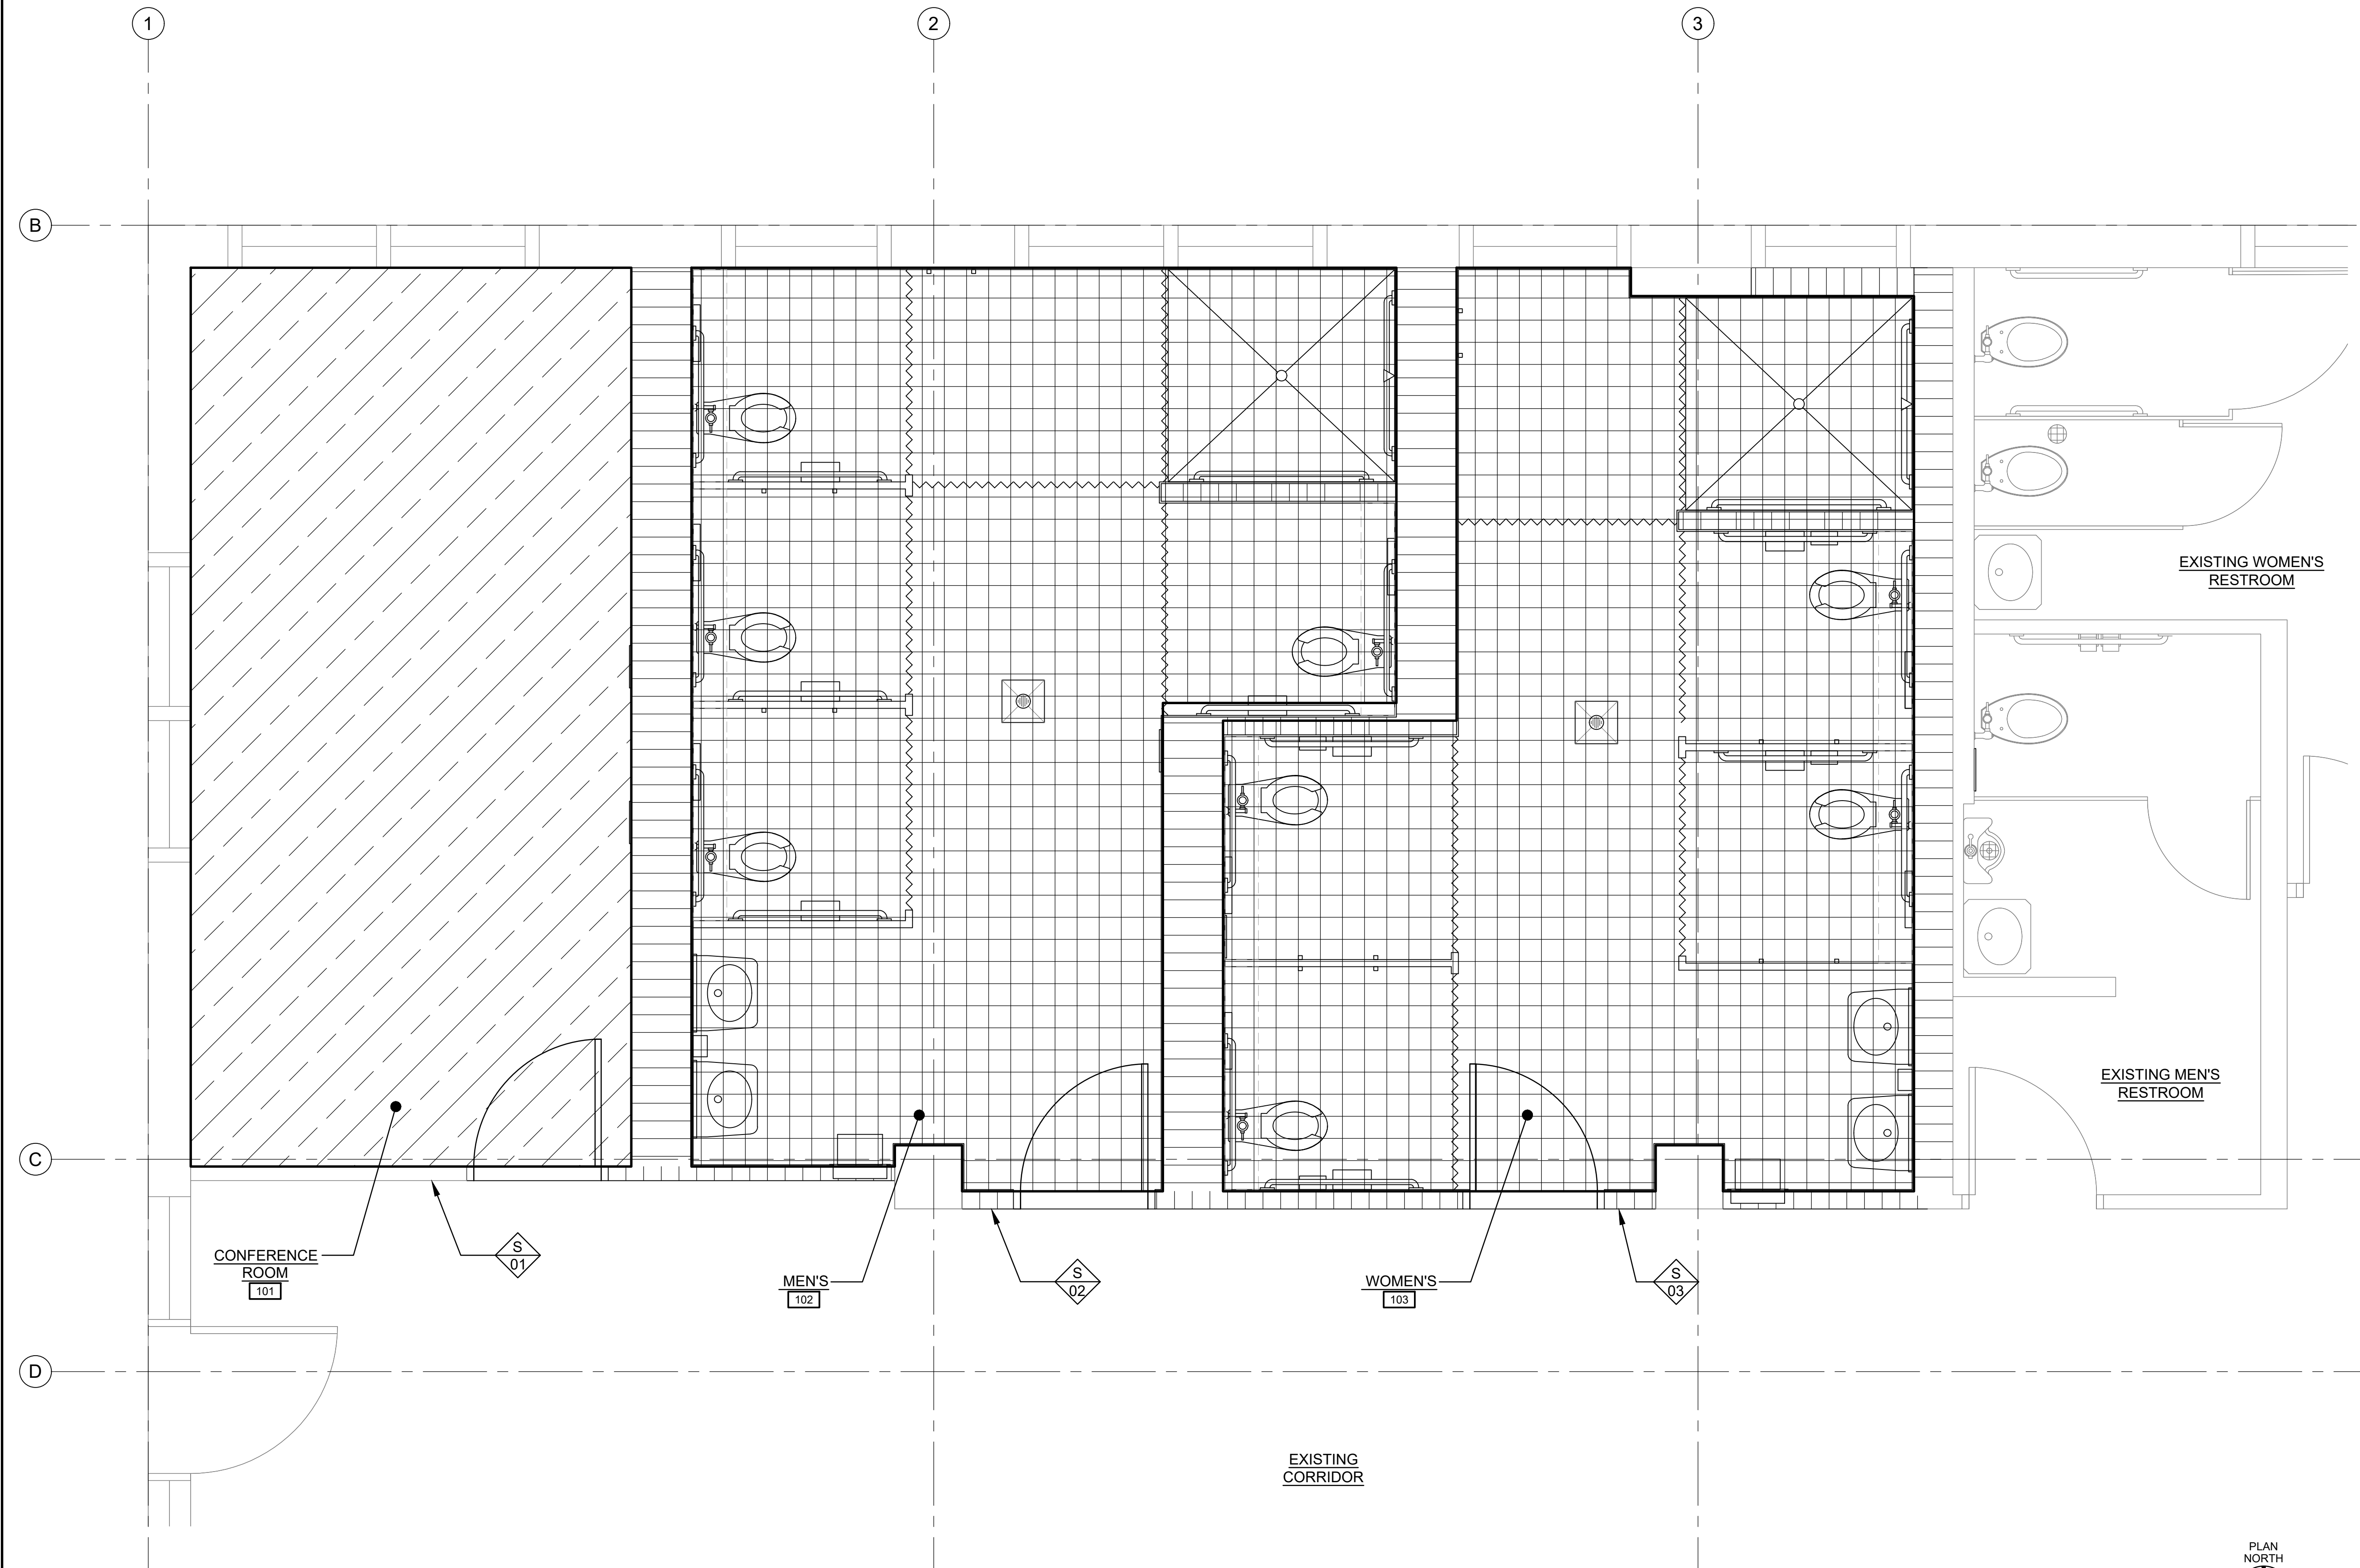 1
2
3
B
EXISTING WOMEN'S
RESTROOM
EXISTING MEN'S
RESTROOM
C
CONFERENCE
ROOM
101
S
01
MEN'S
102
S
02
WOMEN'S
103
S
03
D
EXISTING
CORRIDOR
PLAN
NORTH